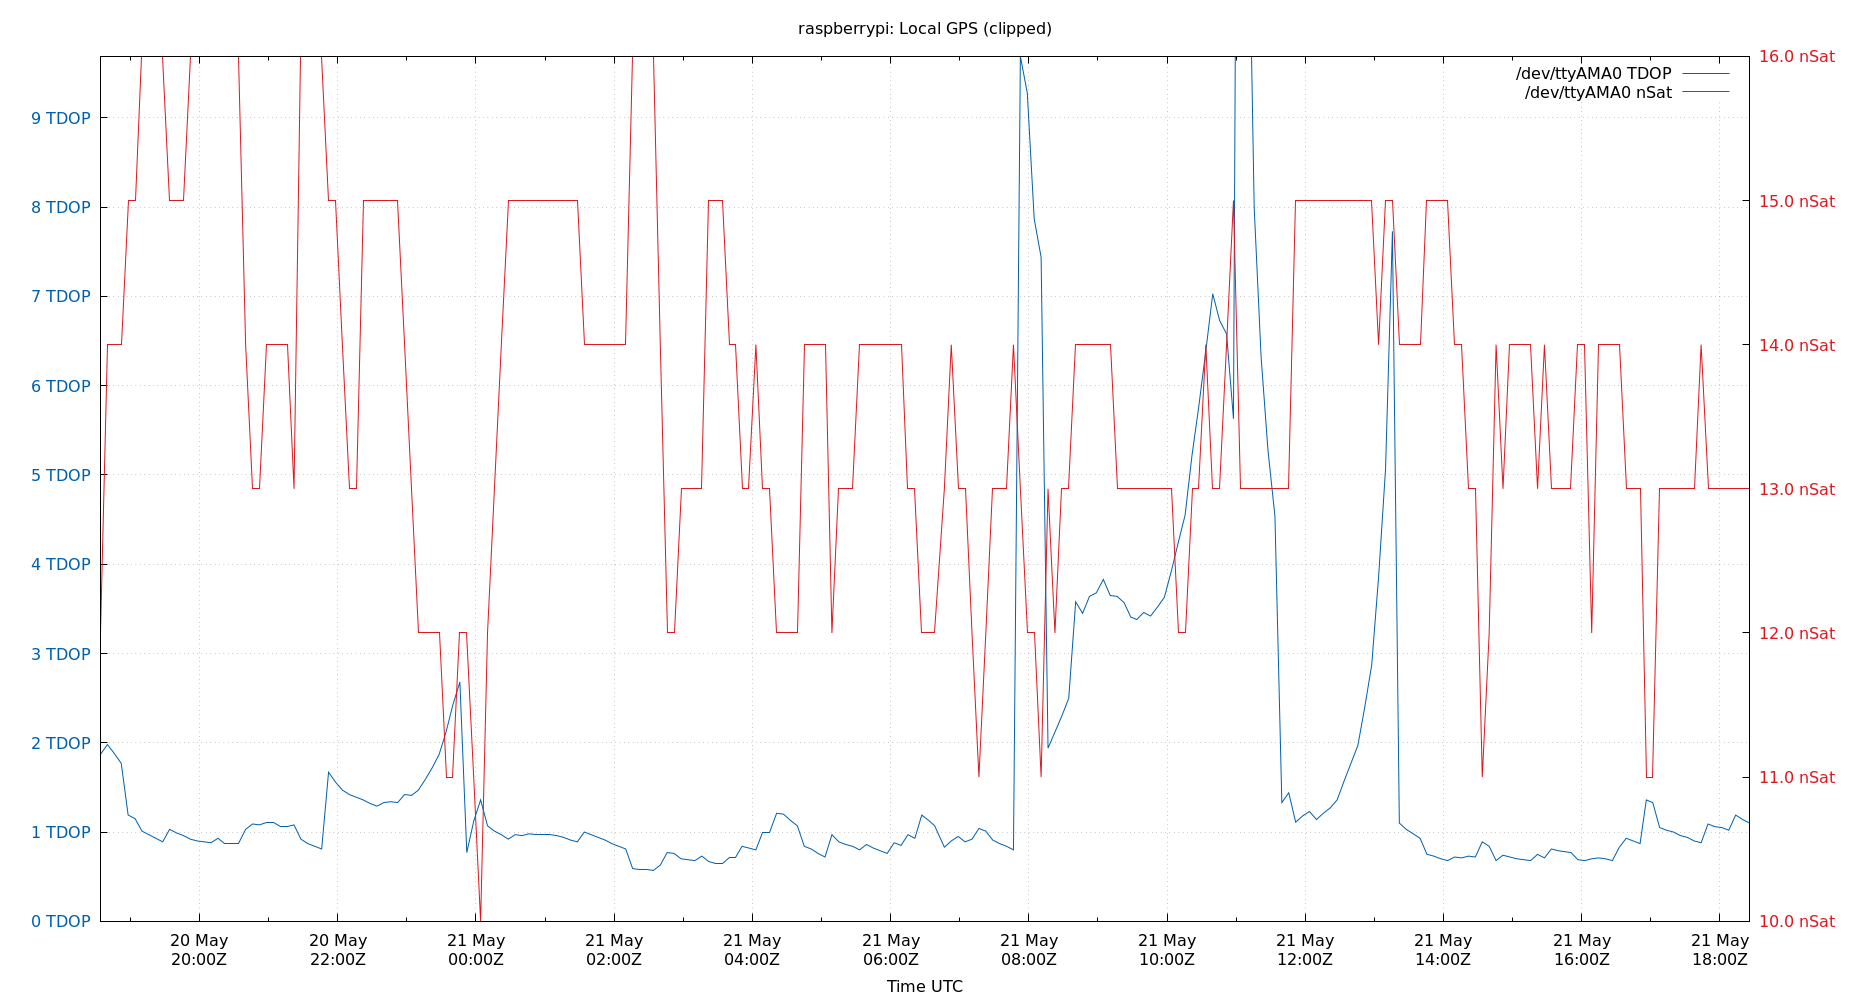 raspberrypi: Local GPS (clipped)
/dev/ttyAMA0 TDOP
/dev/ttyAMA0 nSat
9 TDOP
8 TDOP
7 TDOP
6 TDOP
5 TDOP
4 TDOP
3 TDOP
2 TDOP
1 TDOP
0 TDOP
16.0 nSat
15.0 nSat
14.0 nSat
13.0 nSat
12.0 nSat
11.0 nSat
10.0 nSat
20 May
20:00Z
20 May
22:00Z
21 May
00:00Z
21 May
02:00Z
21 May
04:00Z
21 May
06:00Z
21 May
08:00Z
21 May
10:00Z
21 May
12:00Z
21 May
14:00Z
21 May
16:00Z
21 May
18:00Z
Time UTC